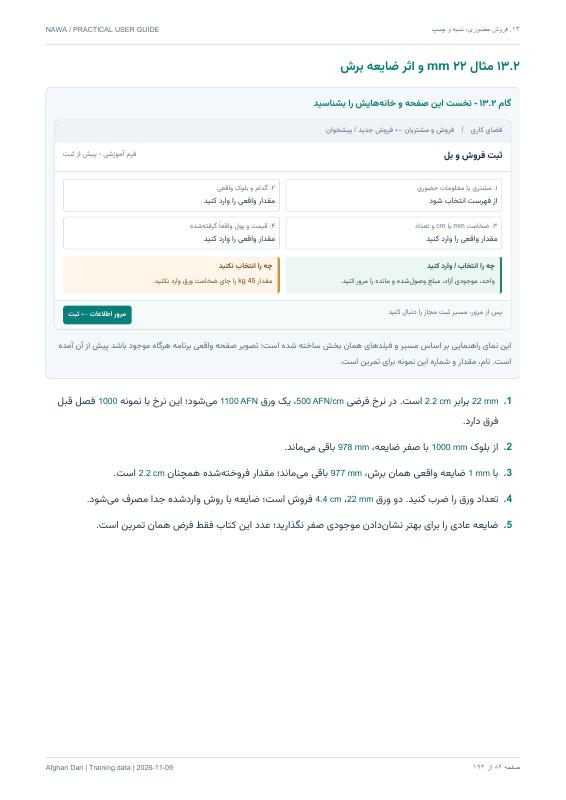 ۱۳. فروش حضوری، نسیه و چسپ
NAWA / PRACTICAL USER GUIDE
۱۳.۲ مثال ۲۲ mm و اثر ضایعه برش
گام ۱۳.۲ - نخست این صفحه و خانه‌هایش را بشناسید
فضای کاری / فروش و مشتریان ← فروش جدید / پیشخوان
ثبت فروش و بل
فرم آموزشی - پیش از ثبت
۱. مشتری یا معلومات حضوری
از فهرست انتخاب شود
۲. گدام و بلوک واقعی
مقدار واقعی را وارد کنید
۳. ضخامت mm یا cm و تعداد
مقدار واقعی را وارد کنید
۴. قیمت و پول واقعاً گرفته‌شده
مقدار واقعی را وارد کنید
چه را انتخاب / وارد کنید
واحد، موجودی آزاد، مبلغ وصول‌شده و مانده را مرور کنید.
چه را انتخاب نکنید
مقدار 45 kg را جای ضخامت ورق وارد نکنید.
پس از مرور، مسیر ثبت مجاز را دنبال کنید
مرور اطلاعات ← ثبت
این نمای راهنمایی بر اساس مسیر و فیلدهای همان بخش ساخته شده است؛ تصویر صفحه واقعی برنامه هرگاه موجود باشد پیش از آن آمده
است. نام، مقدار و شماره این نمونه برای تمرین است.
1. 22 mm برابر 2.2 cm است. در نرخ فرضی 500 AFN/cm، یک ورق 1100 AFN می‌شود؛ این نرخ با نمونه 1000 فصل قبل
فرق دارد.
2. از بلوک 1000 mm با صفر ضایعه، 978 mm باقی می‌ماند.
3. با 1 mm ضایعه واقعی همان برش، 977 mm باقی می‌ماند؛ مقدار فروخته‌شده همچنان 2.2 cm است.
4. تعداد ورق را ضرب کنید. دو ورق 22 mm، 4.4 cm فروش است؛ ضایعه با روش واردشده جدا مصرف می‌شود.
5. ضایعه عادی را برای بهتر نشان‌دادن موجودی صفر نگذارید؛ عدد این کتاب فقط فرض همان تمرین است.
صفحه ۸۴ از ۱۹۲
Afghan Dari | Training data | 2026-11-09